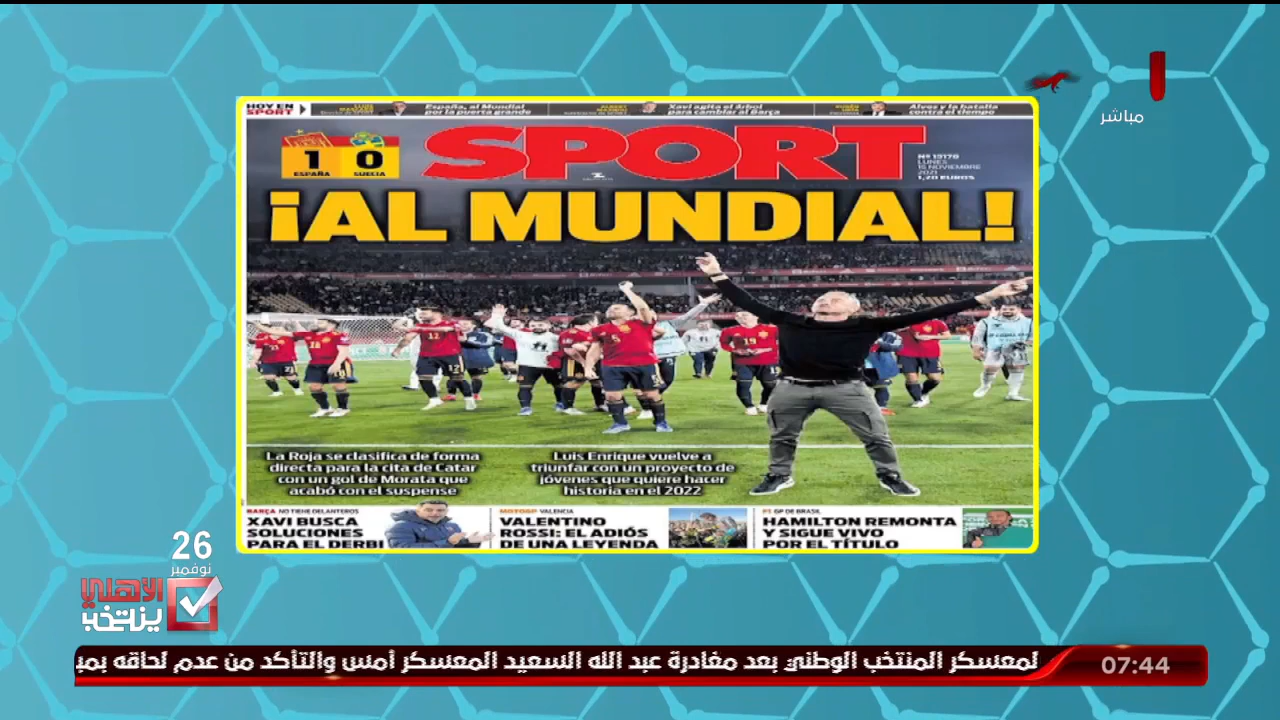 HOY EN
SPORT
España, al Mundial
por la puerta grande
Xavi agita el árbol
para cambiar al Barça
Alves y la batalla
contra el tiempo
1 0
ESPAÑA SUECIA
SPORT
LUNES
15 NOVIEMBRE
2021
1,20 EUROS
¡AL MUNDIAL!
La Roja se clasifica de forma
directa para la cita de Catar
con un gol de Morata que
acabó con el suspense
Luis Enrique vuelve a
triunfar con un proyecto de
jóvenes que quiere hacer
historia en el 2022
BARÇA NO TIENE DELANTEROS
XAVI BUSCA
SOLUCIONES
PARA EL DERBI
MOTOGP VALENCIA
VALENTINO
ROSSI: EL ADIÓS
DE UNA LEYENDA
F1 GP DE BRASIL
HAMILTON REMONTA
Y SIGUE VIVO
POR EL TÍTULO
مباشر
26
نوفمبر
الأهلي
ينتخب
لمعسكر المنتخب الوطني بعد مغادرة عبد الله السعيد المعسكر أمس والتأكد من عدم لحاقه بمب
07:44